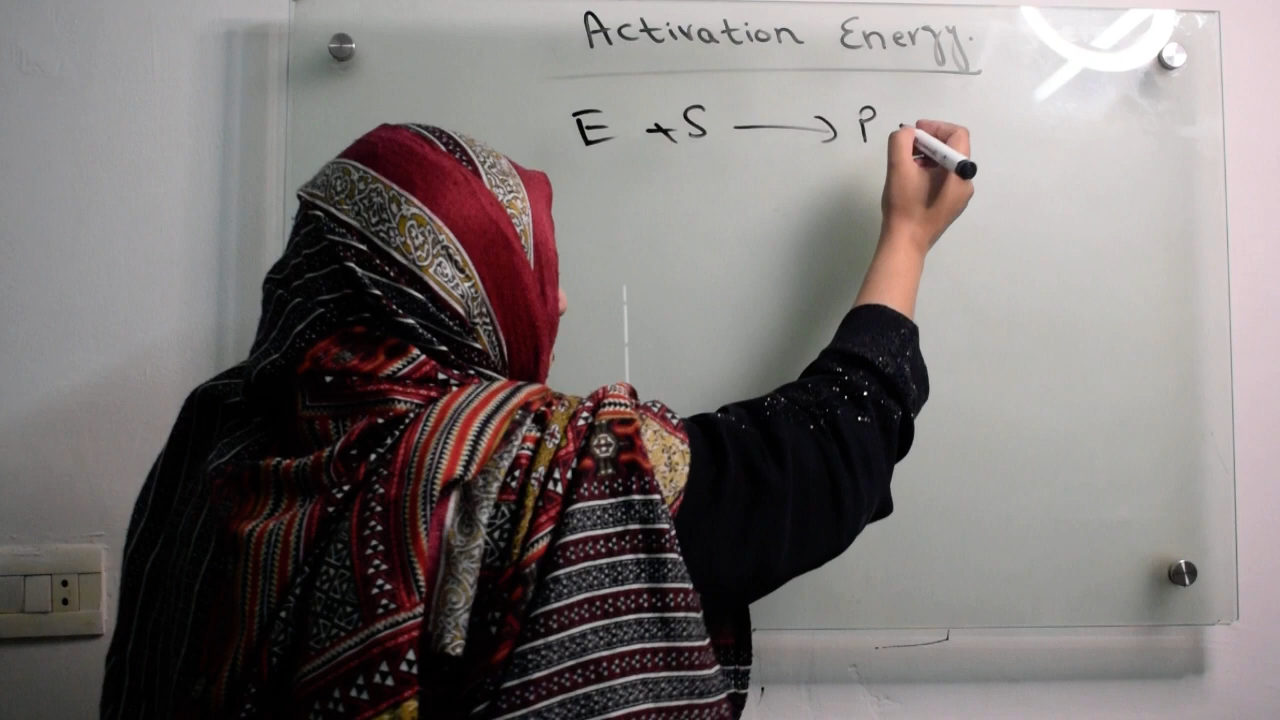 Activation Energy.
E + S → P